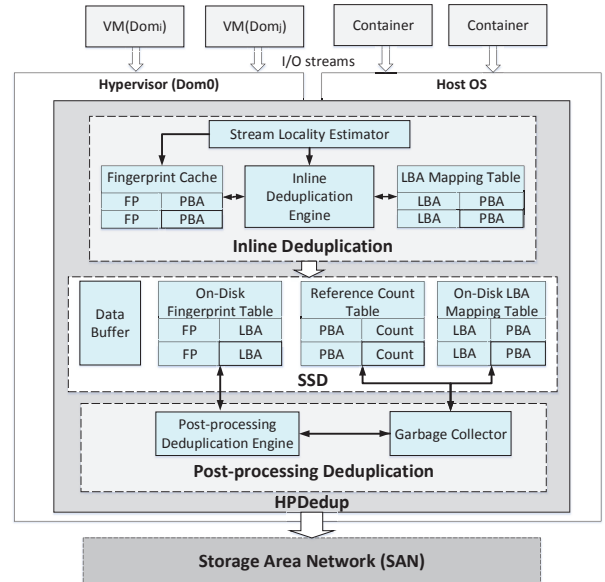 VM(Domi) VM(Domj) Container Container
I/O streams
Hypervisor (Dom0) Host OS
Stream Locality Estimator
Fingerprint Cache
FP PBA
FP PBA
Inline
Deduplication
Engine
LBA Mapping Table
LBA PBA
LBA PBA
Inline Deduplication
Data
Buffer
On-Disk
Fingerprint Table
FP LBA
FP LBA
Reference Count
Table
PBA Count
PBA Count
On-Disk LBA
Mapping Table
LBA PBA
LBA PBA
SSD
Post-processing
Deduplication Engine
Garbage Collector
Post-processing Deduplication
HPDedup
Storage Area Network (SAN)